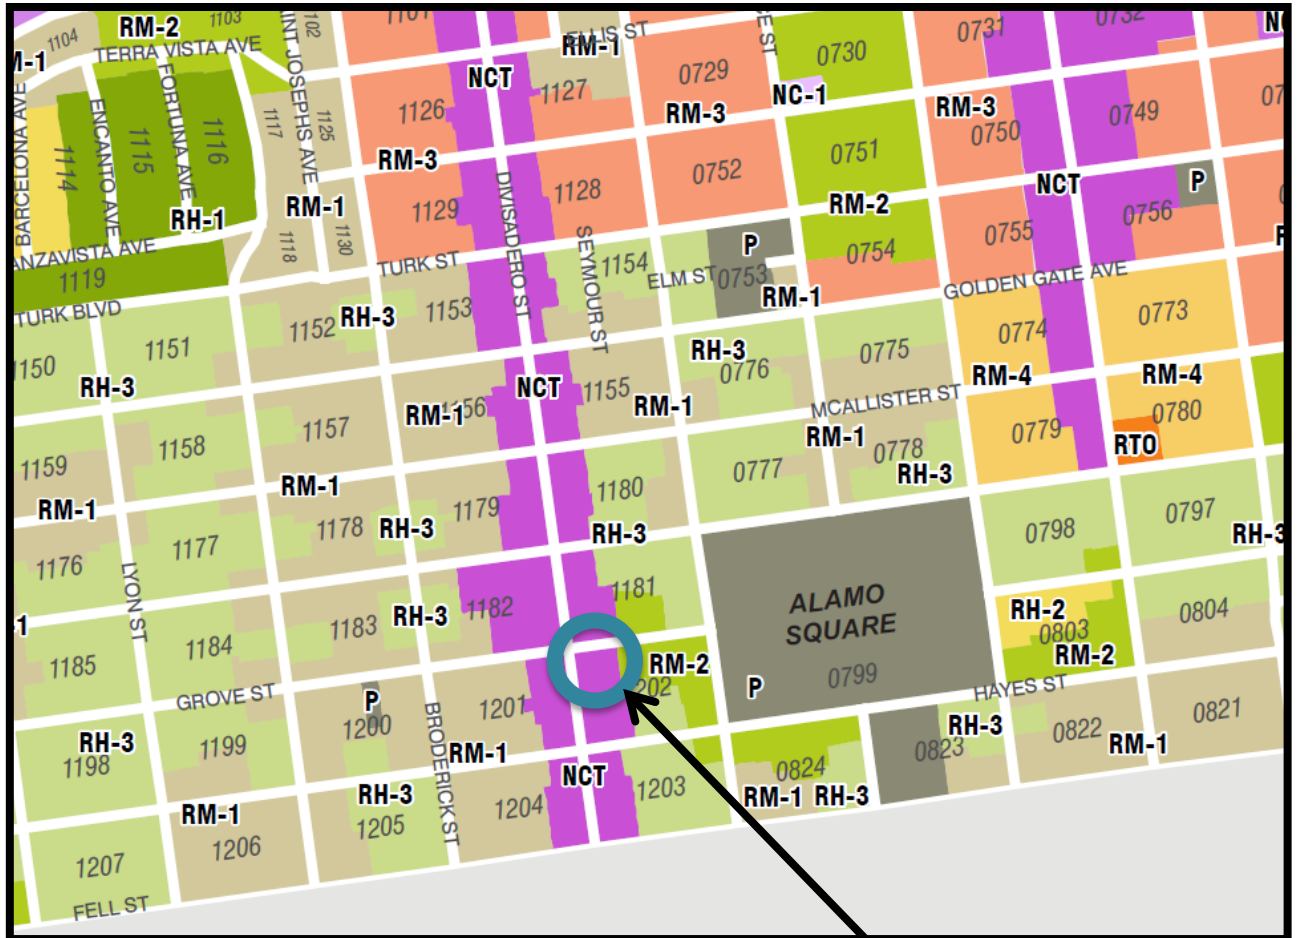 1103
1104
RM-2
1102
1101
ELLIS ST
RM-1
0730
0731
0732
TERRA VISTA AVE
M-1
NCT
1127
0729
NC-1
RM-3
0749
07
1126
RM-3
0750
BARCELONA AVE
1114
ENCANTO AVE
1115
FORTUNA AVE
1116
1117
SAINT JOSEPHS AVE
1125
RM-3
1128
0752
0751
NCT
P
DIVISADERO ST
RH-1
RM-1
1129
RM-2
0756
1118
1130
SEYMOUR ST
P
0755
ANZAVISTA AVE
1119
TURK ST
1154
ELM ST
0753
0754
GOLDEN GATE AVE
TURK BLVD
RH-3
1153
RM-1
0773
1152
0774
1150
1151
RH-3
0775
0776
RH-3
NCT
1155
RM-4
RM-4
RM-1
1156
RM-1
MCALLISTER ST
0780
1157
RM-1
0779
RTO
1158
0778
1159
0777
RH-3
RM-1
RM-1
1180
1179
1178
RH-3
RH-3
0798
0797
RH-3
1177
1176
LYON ST
1181
ALAMO
SQUARE
1182
RH-3
RH-2
0804
1183
0803
-1
1184
RM-2
RM-2
1185
1202
P
0799
HAYES ST
GROVE ST
P
1201
1200
BRODERICK ST
RH-3
0821
0822
RH-3
1199
RM-1
0823
RM-1
1198
NCT
0824
RH-3
1203
RM-1
RH-3
RM-1
1204
1205
1206
1207
FELL ST